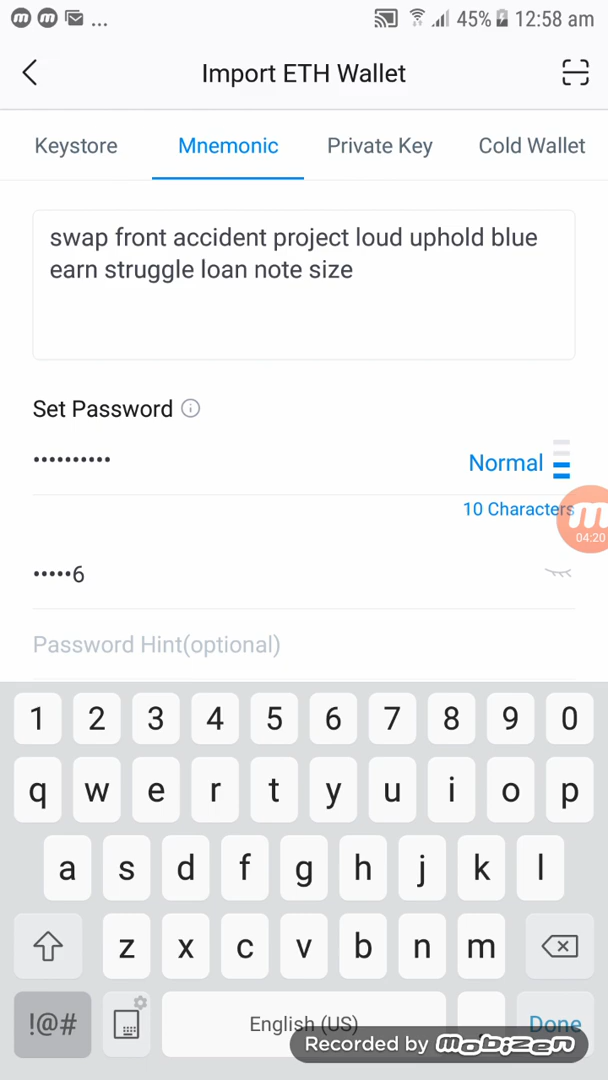 ... 45% 12:58 am
Import ETH Wallet
Keystore Mnemonic Private Key Cold Wallet
swap front accident project loud uphold blue
earn struggle loan note size
Set Password
•••••••••• Normal
10 Characters
04:20
•••••6
Password Hint(optional)
1 2 3 4 5 6 7 8 9 0
q w e r t y u i o p
a s d f g h j k l
z x c v b n m
!@# English (US) Done
Recorded by mobizen